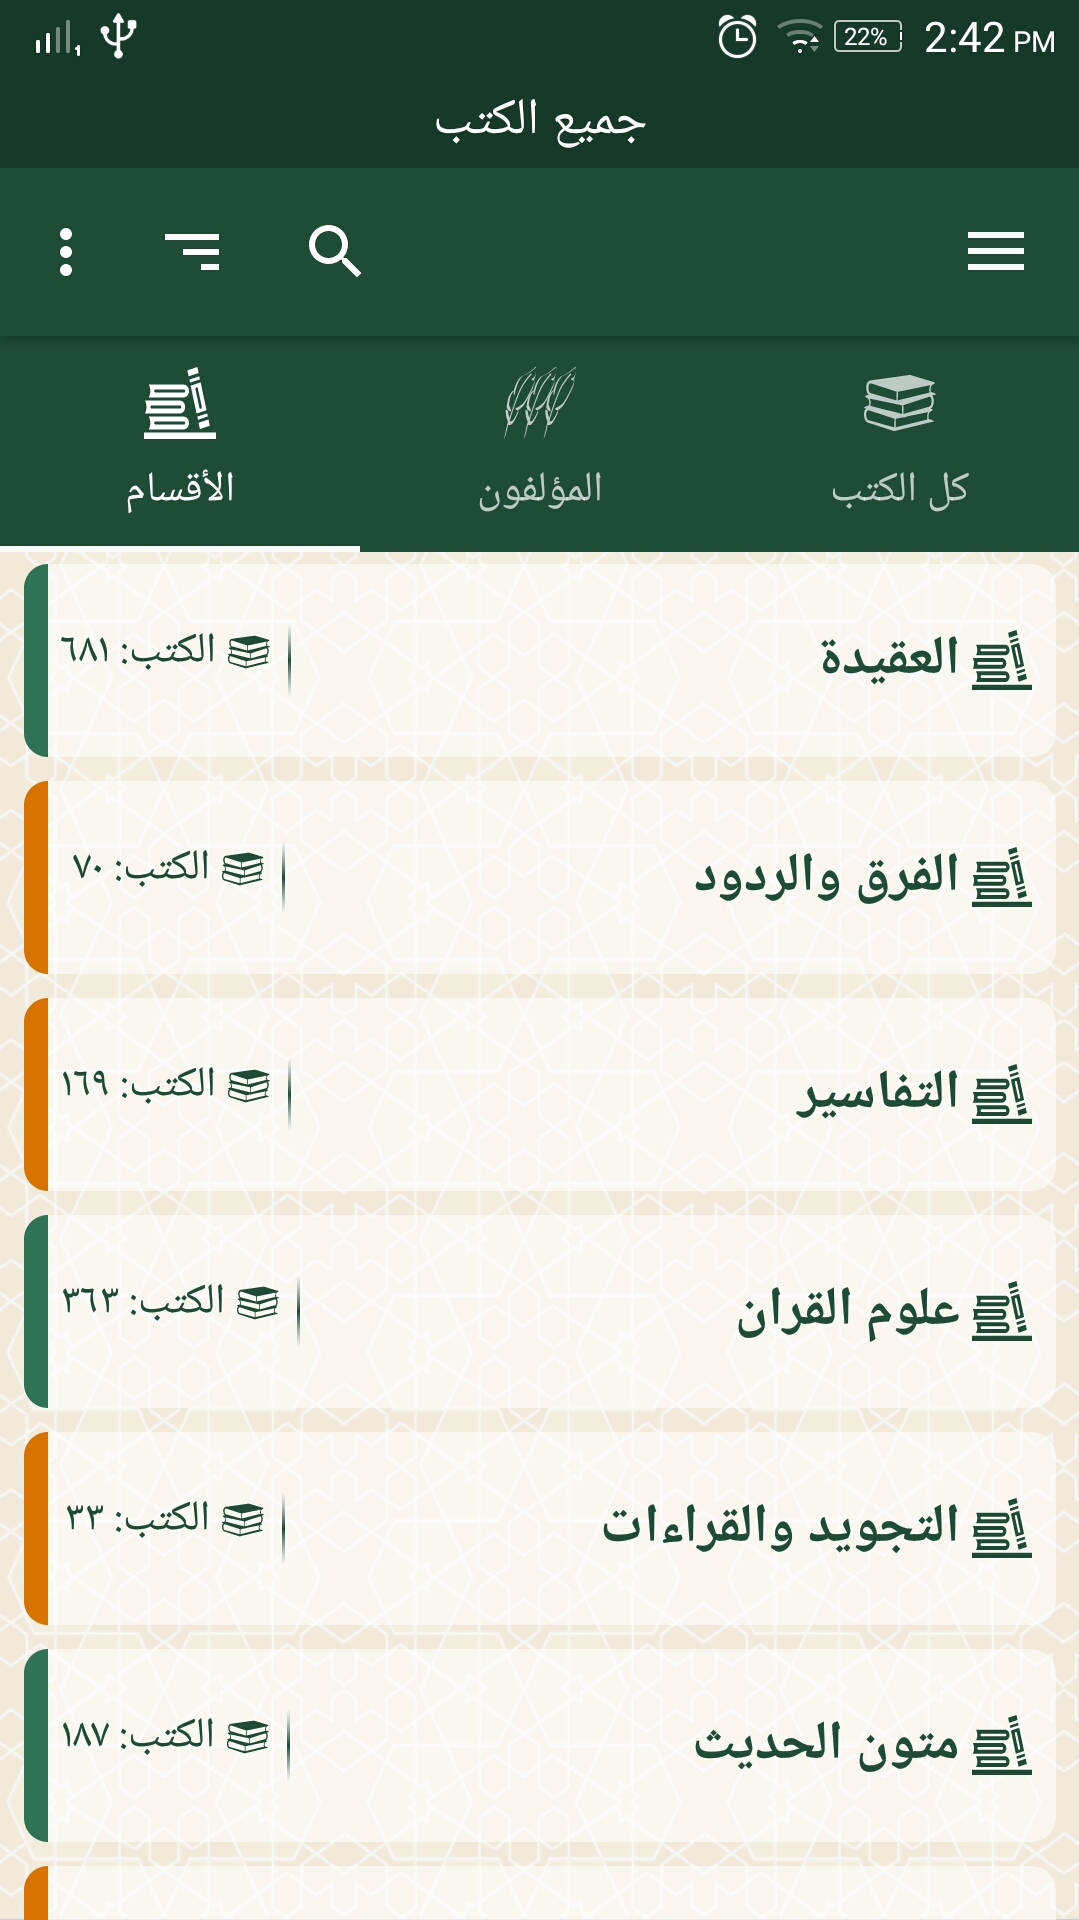 22% 2:42 PM
جميع الكتب
كل الكتب
المؤلفون
الأقسام
العقيدة
الكتب: ٦٨١
الفرق والردود
الكتب: ٧٠
التفاسير
الكتب: ١٦٩
علوم القران
الكتب: ٣٦٣
التجويد والقراءات
الكتب: ٣٣
متون الحديث
الكتب: ١٨٧